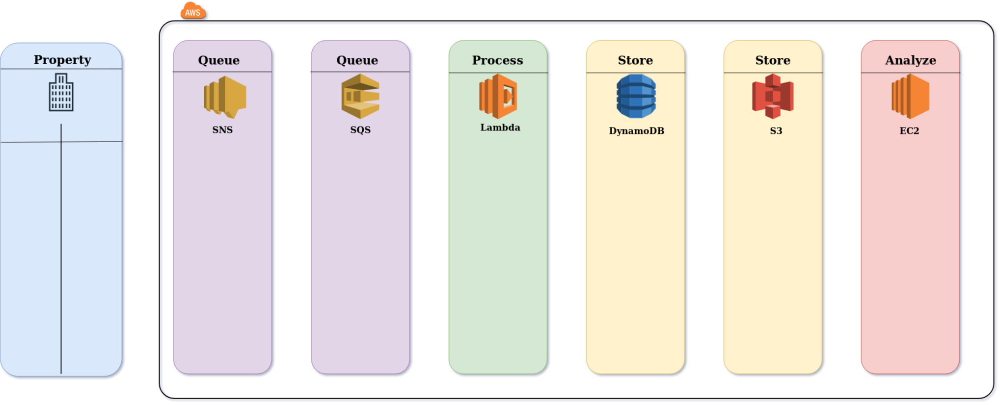 AWS
Property
Queue
Queue
Process
Store
Store
Analyze
SNS
SQS
Lambda
DynamoDB
S3
EC2